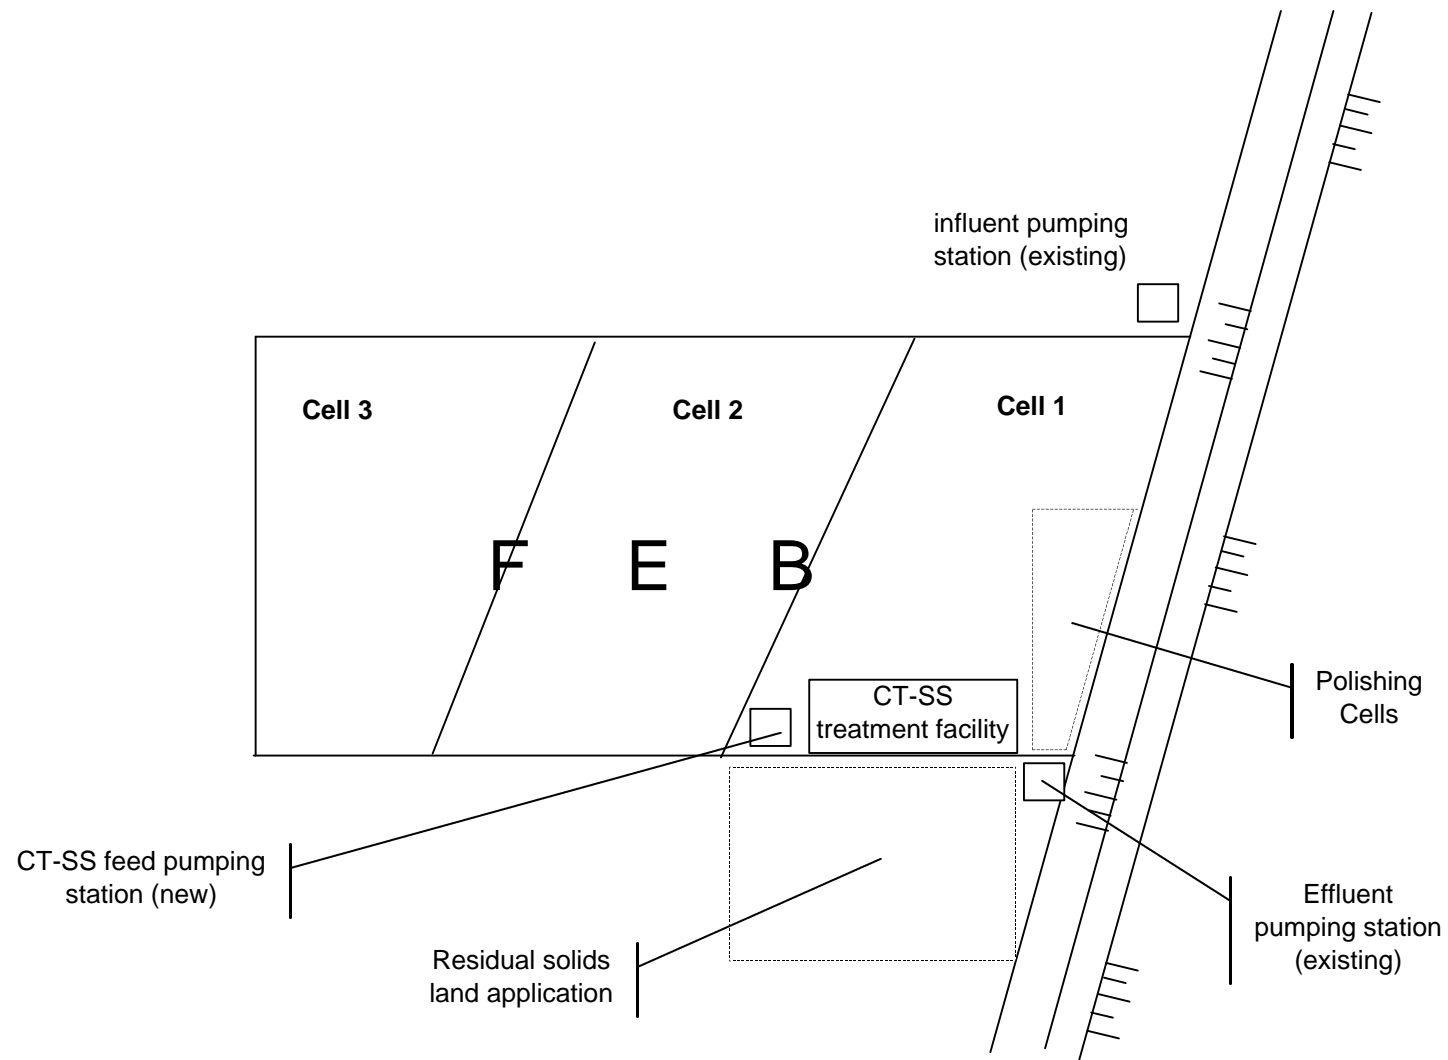 influent pumping
station (existing)
Cell 3
Cell 2
Cell 1
F E B
CT-SS
treatment facility
Polishing
Cells
CT-SS feed pumping
station (new)
Effluent
pumping station
(existing)
Residual solids
land application